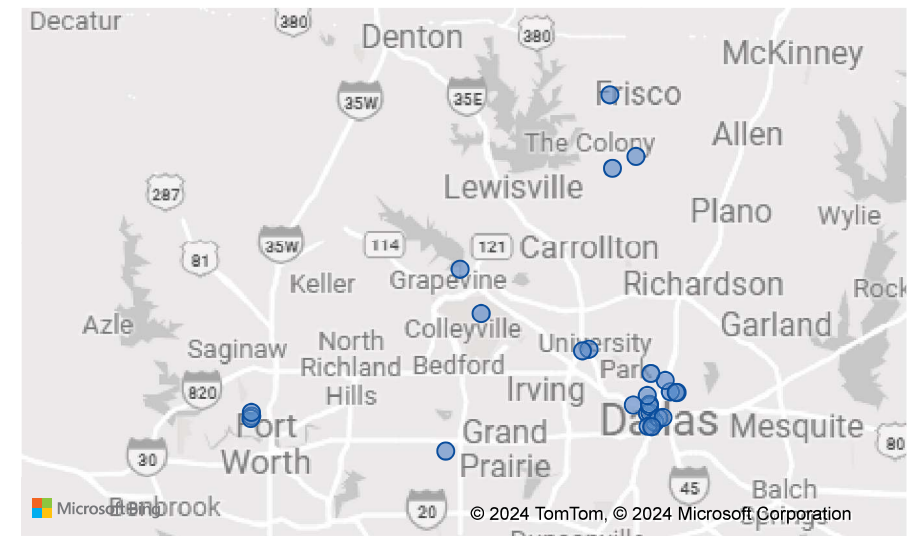 Decatur
380
Denton
380
McKinney
35W
35E
Frisco
The Colony
Allen
287
Lewisville
Plano
Wylie
81
35W
114
121
Carrollton
Keller
Grapevine
Richardson
Rock
Azle
Colleyville
Garland
Saginaw
North
Richland
Hills
Bedford
University
Park
Irving
820
Fort
Worth
Grand
Prairie
Dallas
Mesquite
80
30
45
Balch
Springs
20
Microsoft Bing
Benbrook
© 2024 TomTom, © 2024 Microsoft Corporation
Duncanville